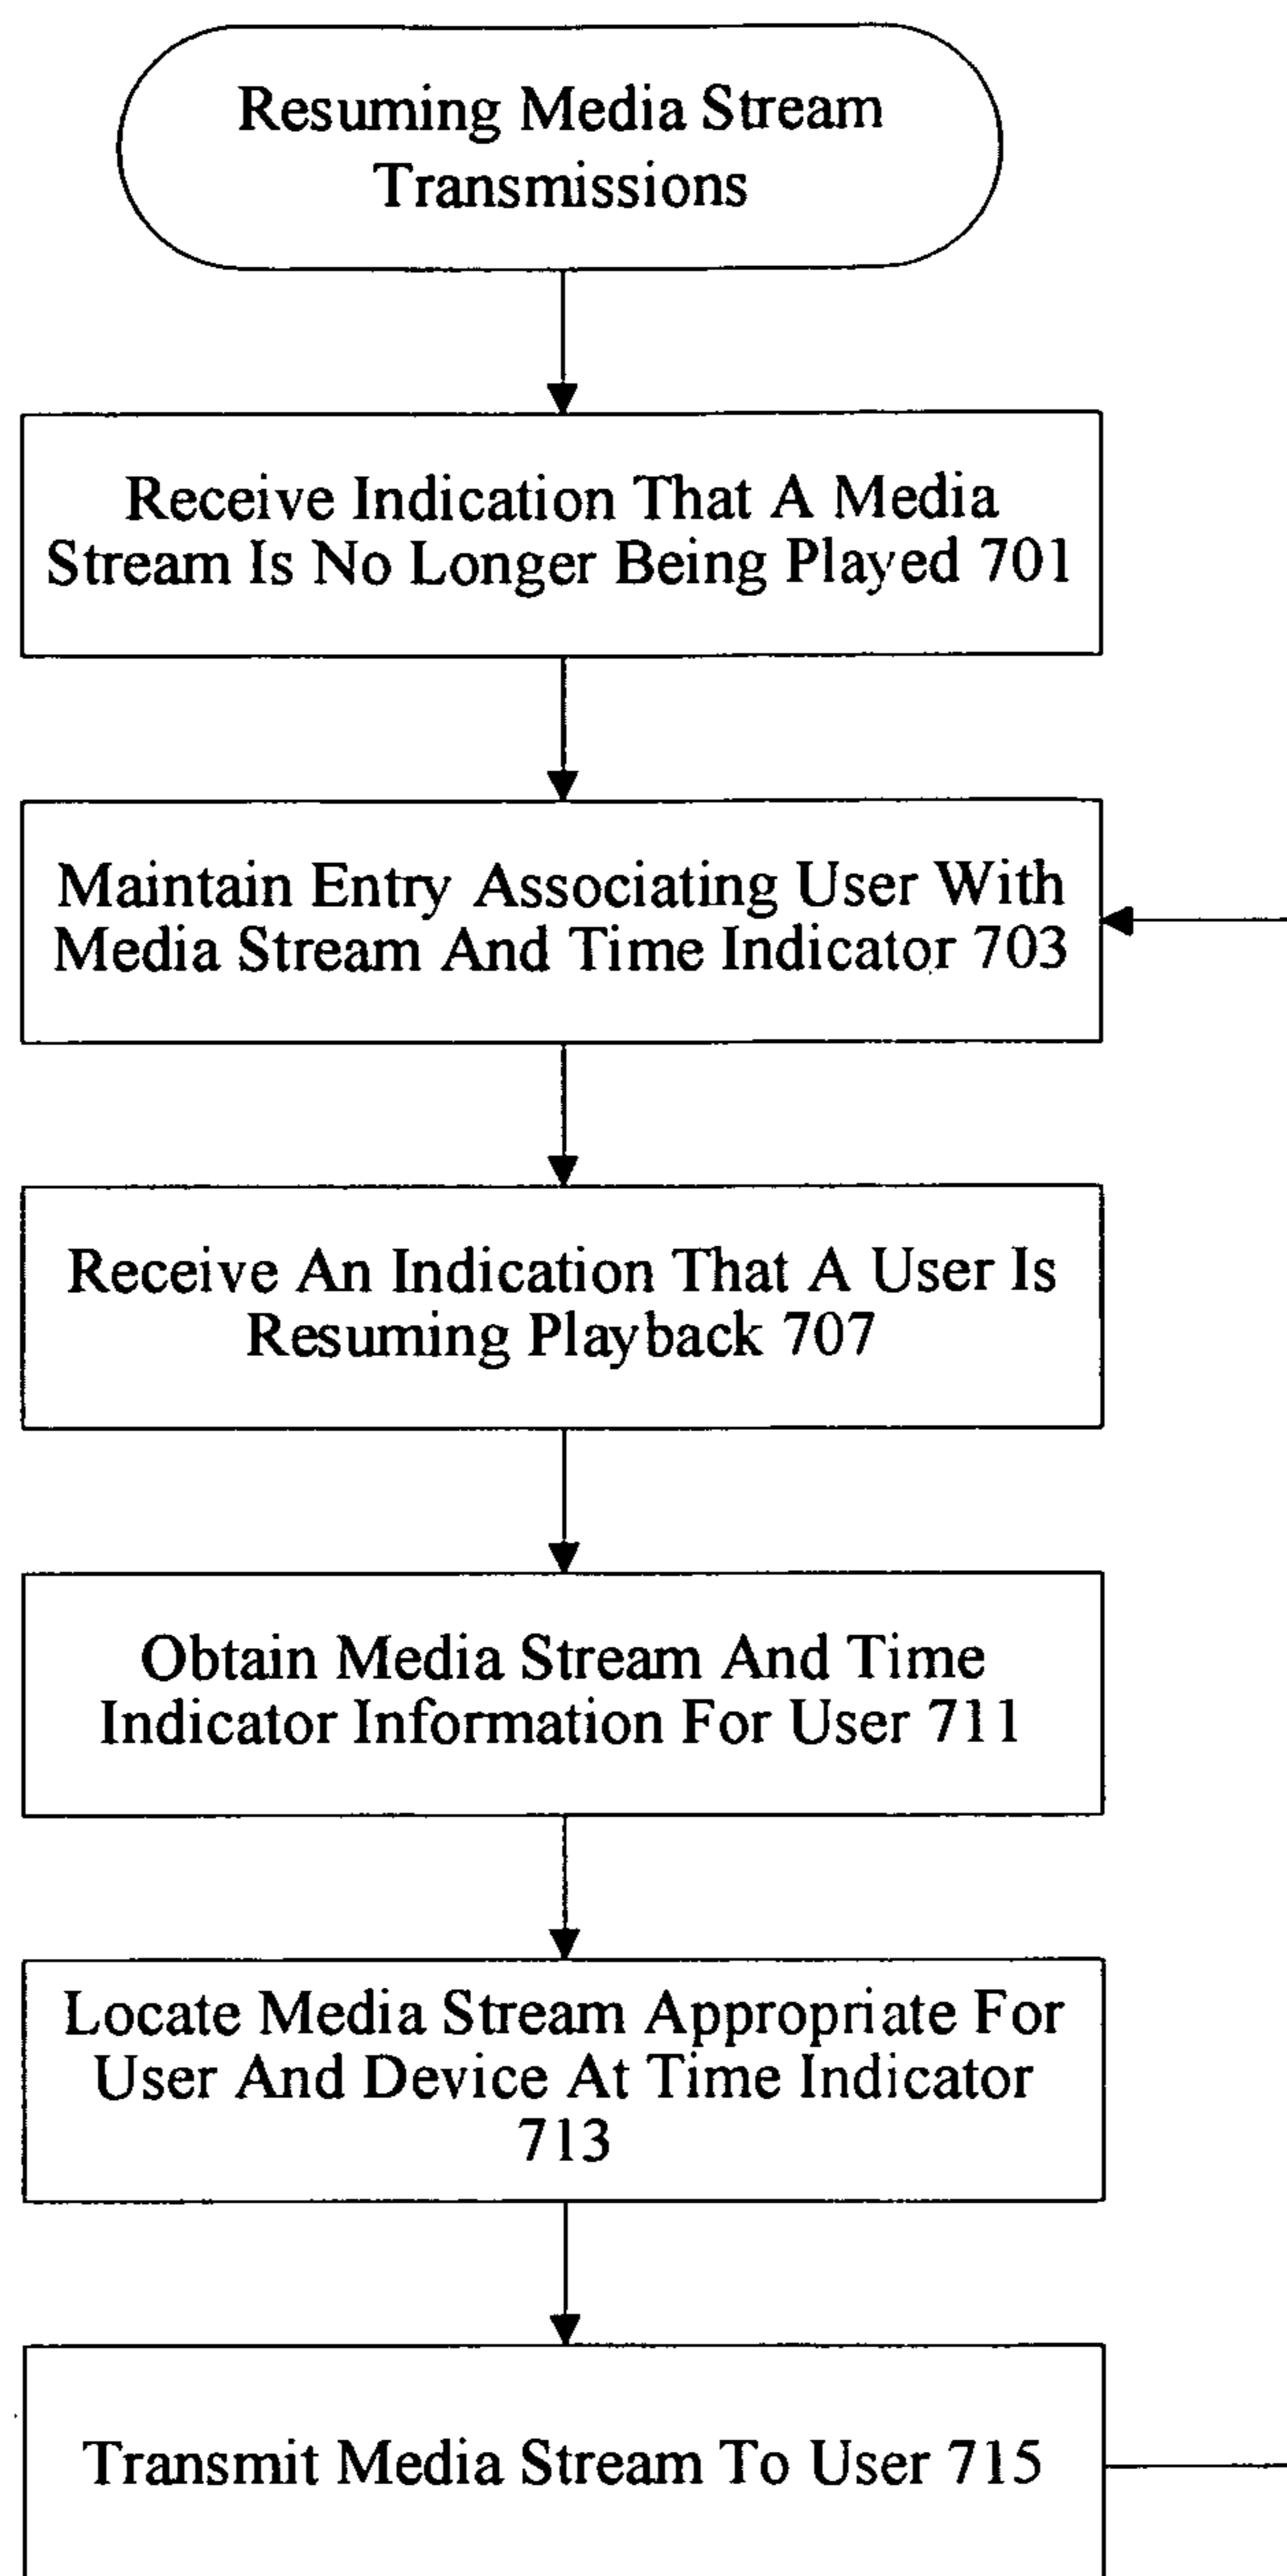 Resuming Media Stream
Transmissions
Receive Indication That A Media
Stream Is No Longer Being Played 701
Maintain Entry Associating User With
Media Stream And Time Indicator 703
Receive An Indication That A User Is
Resuming Playback 707
Obtain Media Stream And Time
Indicator Information For User 711
Locate Media Stream Appropriate For
User And Device At Time Indicator
713
Transmit Media Stream To User 715